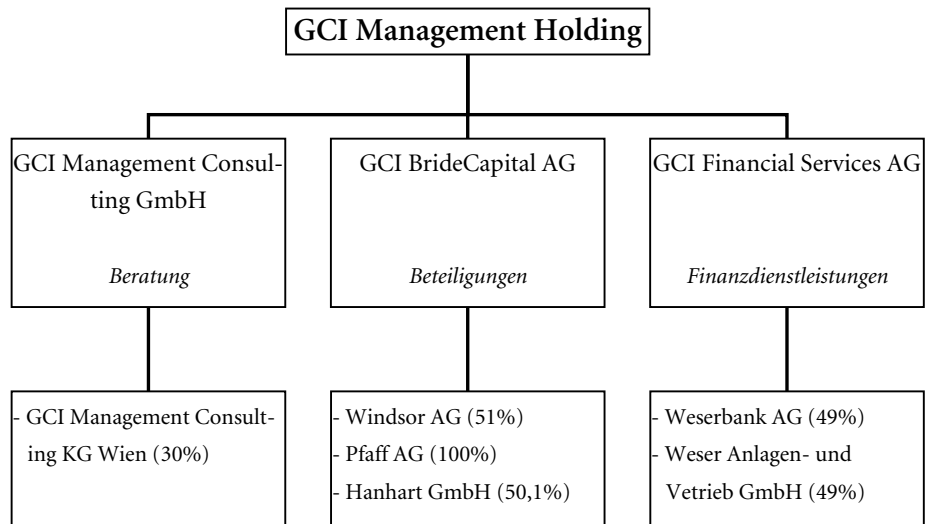 GCI Management Holding
GCI Management Consul-
ting GmbH
Beratung
GCI BrideCapital AG
Beteiligungen
GCI Financial Services AG
Finanzdienstleistungen
- GCI Management Consul-
ting KG Wien (30%)
- Windsor AG (51%)
- Pfaff AG (100%)
- Hanhart GmbH (50,1%)
- Weserbank AG (49%)
- Weser Anlagen- und
Vetrieb GmbH (49%)